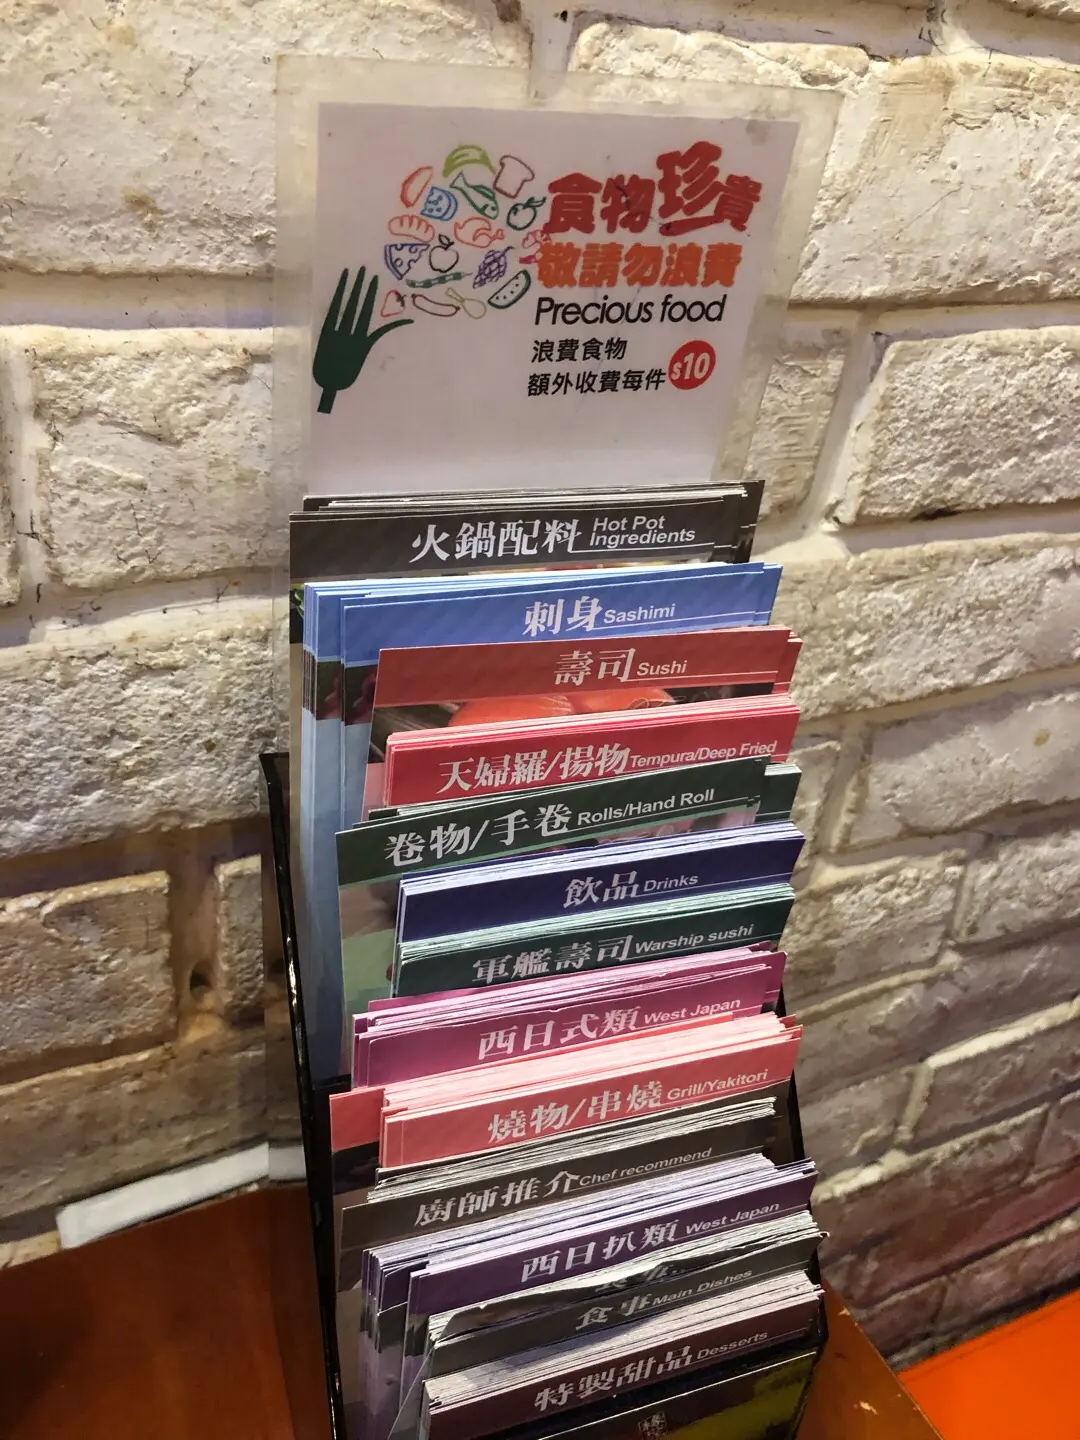 食物珍貴
敬請勿浪費
Precious food
浪費食物
額外收費每件 $10
火鍋配料 Hot Pot Ingredients
刺身 Sashimi
壽司 Sushi
天婦羅/揚物 Tempura/Deep Fried
卷物/手卷 Rolls/Hand Roll
飲品 Drinks
軍艦壽司 Warship sushi
西日式類 West Japan
燒物/串燒 Grill/Yakitori
廚師推介 Chef recommend
西日扒類 West Japan
食事 Main Dishes
特製甜品 Desserts